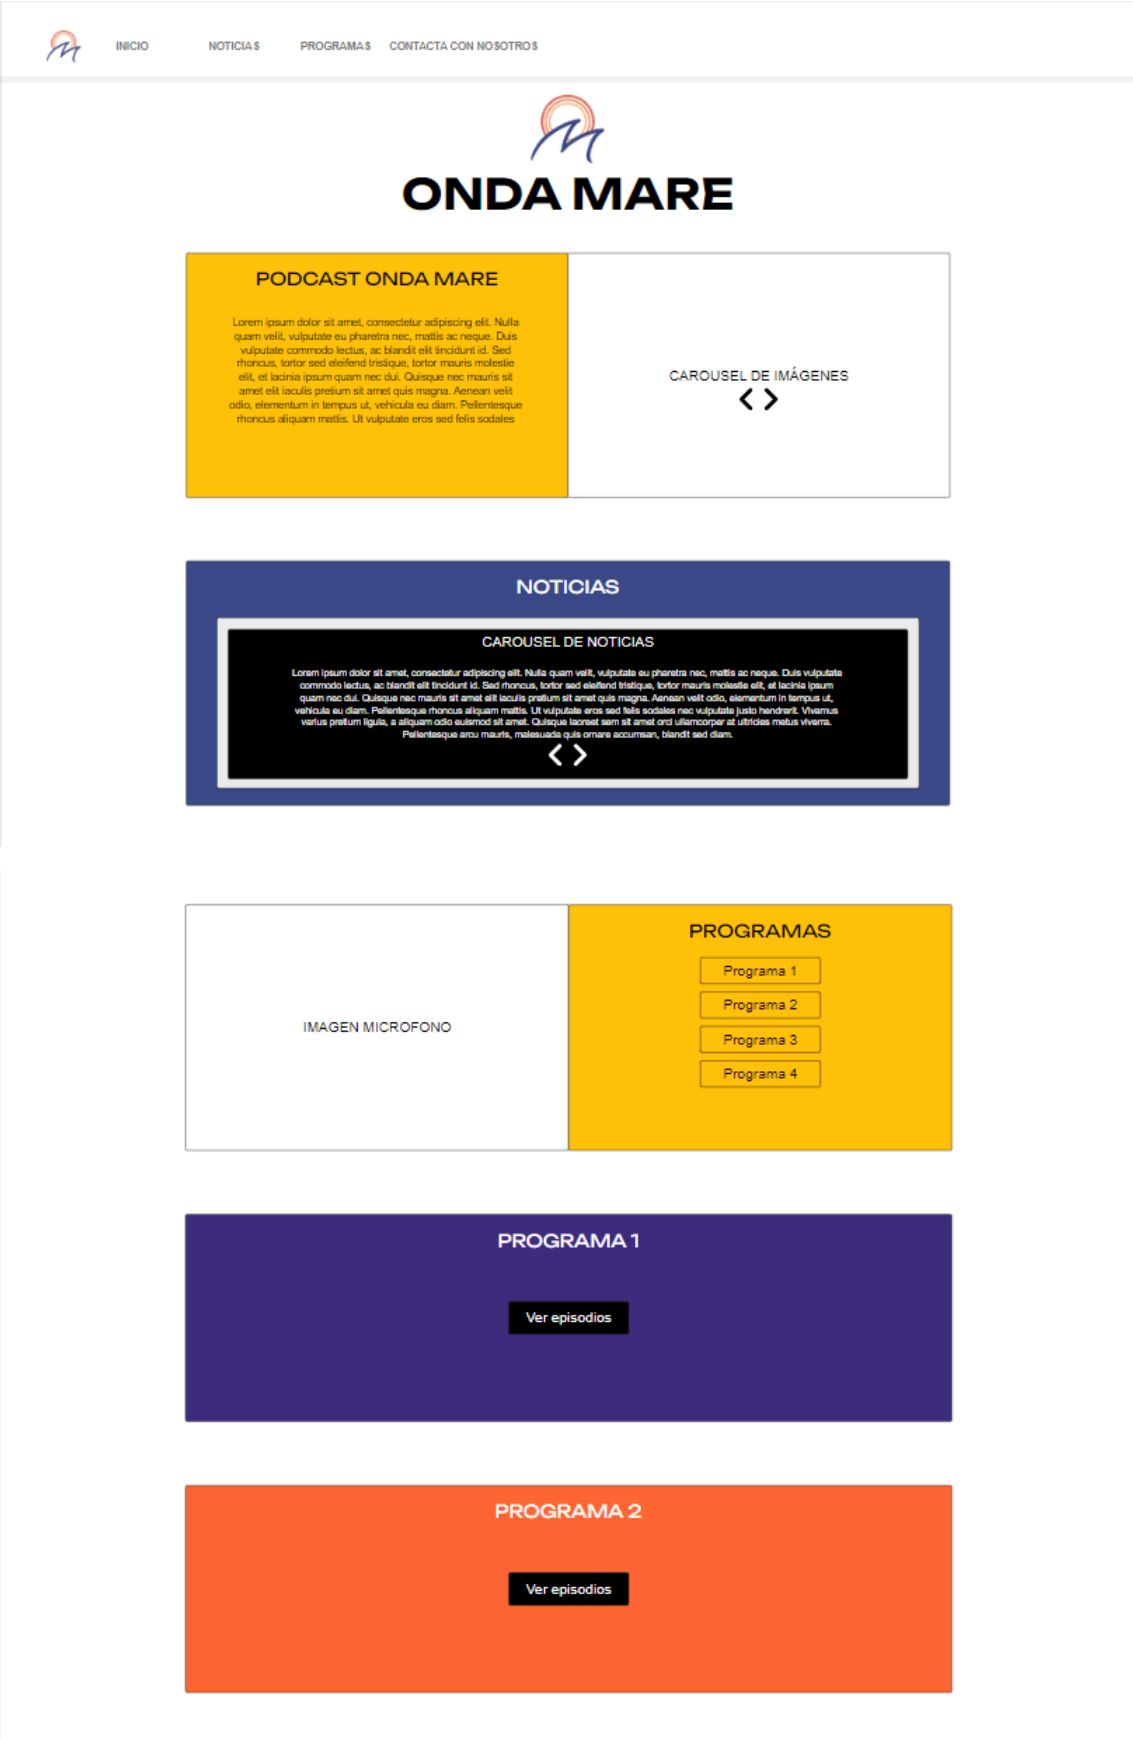 INICIO NOTICIAS PROGRAMAS CONTACTA CON NOSOTROS
ONDA MARE
PODCAST ONDA MARE
Lorem ipsum dolor sit amet, consectetur adipiscing elit. Nulla
quam velit, vulputate eu pharetra nec, mattis ac neque. Duis
vulputate commodo lectus, ac blandit elit tincidunt id. Sed
rhoncus, tortor sed eleifend tristique, tortor mauris molestie
elit, et lacinia ipsum quam nec dui. Quisque nec mauris sit
amet elit iaculis pretium sit amet quis magna. Aenean velit
odio, elementum in tempus ut, vehicula eu diam. Pellentesque
rhoncus aliquam mattis. Ut vulputate eros sed felis sodales
CAROUSEL DE IMÁGENES
NOTICIAS
CAROUSEL DE NOTICIAS
Lorem ipsum dolor sit amet, consectetur adipiscing elit. Nulla quam velit, vulputate eu pharetra nec, mattis ac neque. Duis vulputate
commodo lectus, ac blandit elit tincidunt id. Sed rhoncus, tortor sed eleifend tristique, tortor mauris molestie elit, et lacinia ipsum
quam nec dui. Quisque nec mauris sit amet elit iaculis pretium sit amet quis magna. Aenean velit odio, elementum in tempus ut,
vehicula eu diam. Pellentesque rhoncus aliquam mattis. Ut vulputate eros sed felis sodales nec vulputate justo hendrerit. Vivamus
varius pretium ligula, a aliquam odio euismod sit amet. Quisque laoreet sem sit amet orci ullamcorper at ultricies metus viverra.
Pellentesque arcu mauris, malesuada quis ornare accumsan, blandit sed diam.
IMAGEN MICROFONO
PROGRAMAS
Programa 1
Programa 2
Programa 3
Programa 4
PROGRAMA 1
Ver episodios
PROGRAMA 2
Ver episodios